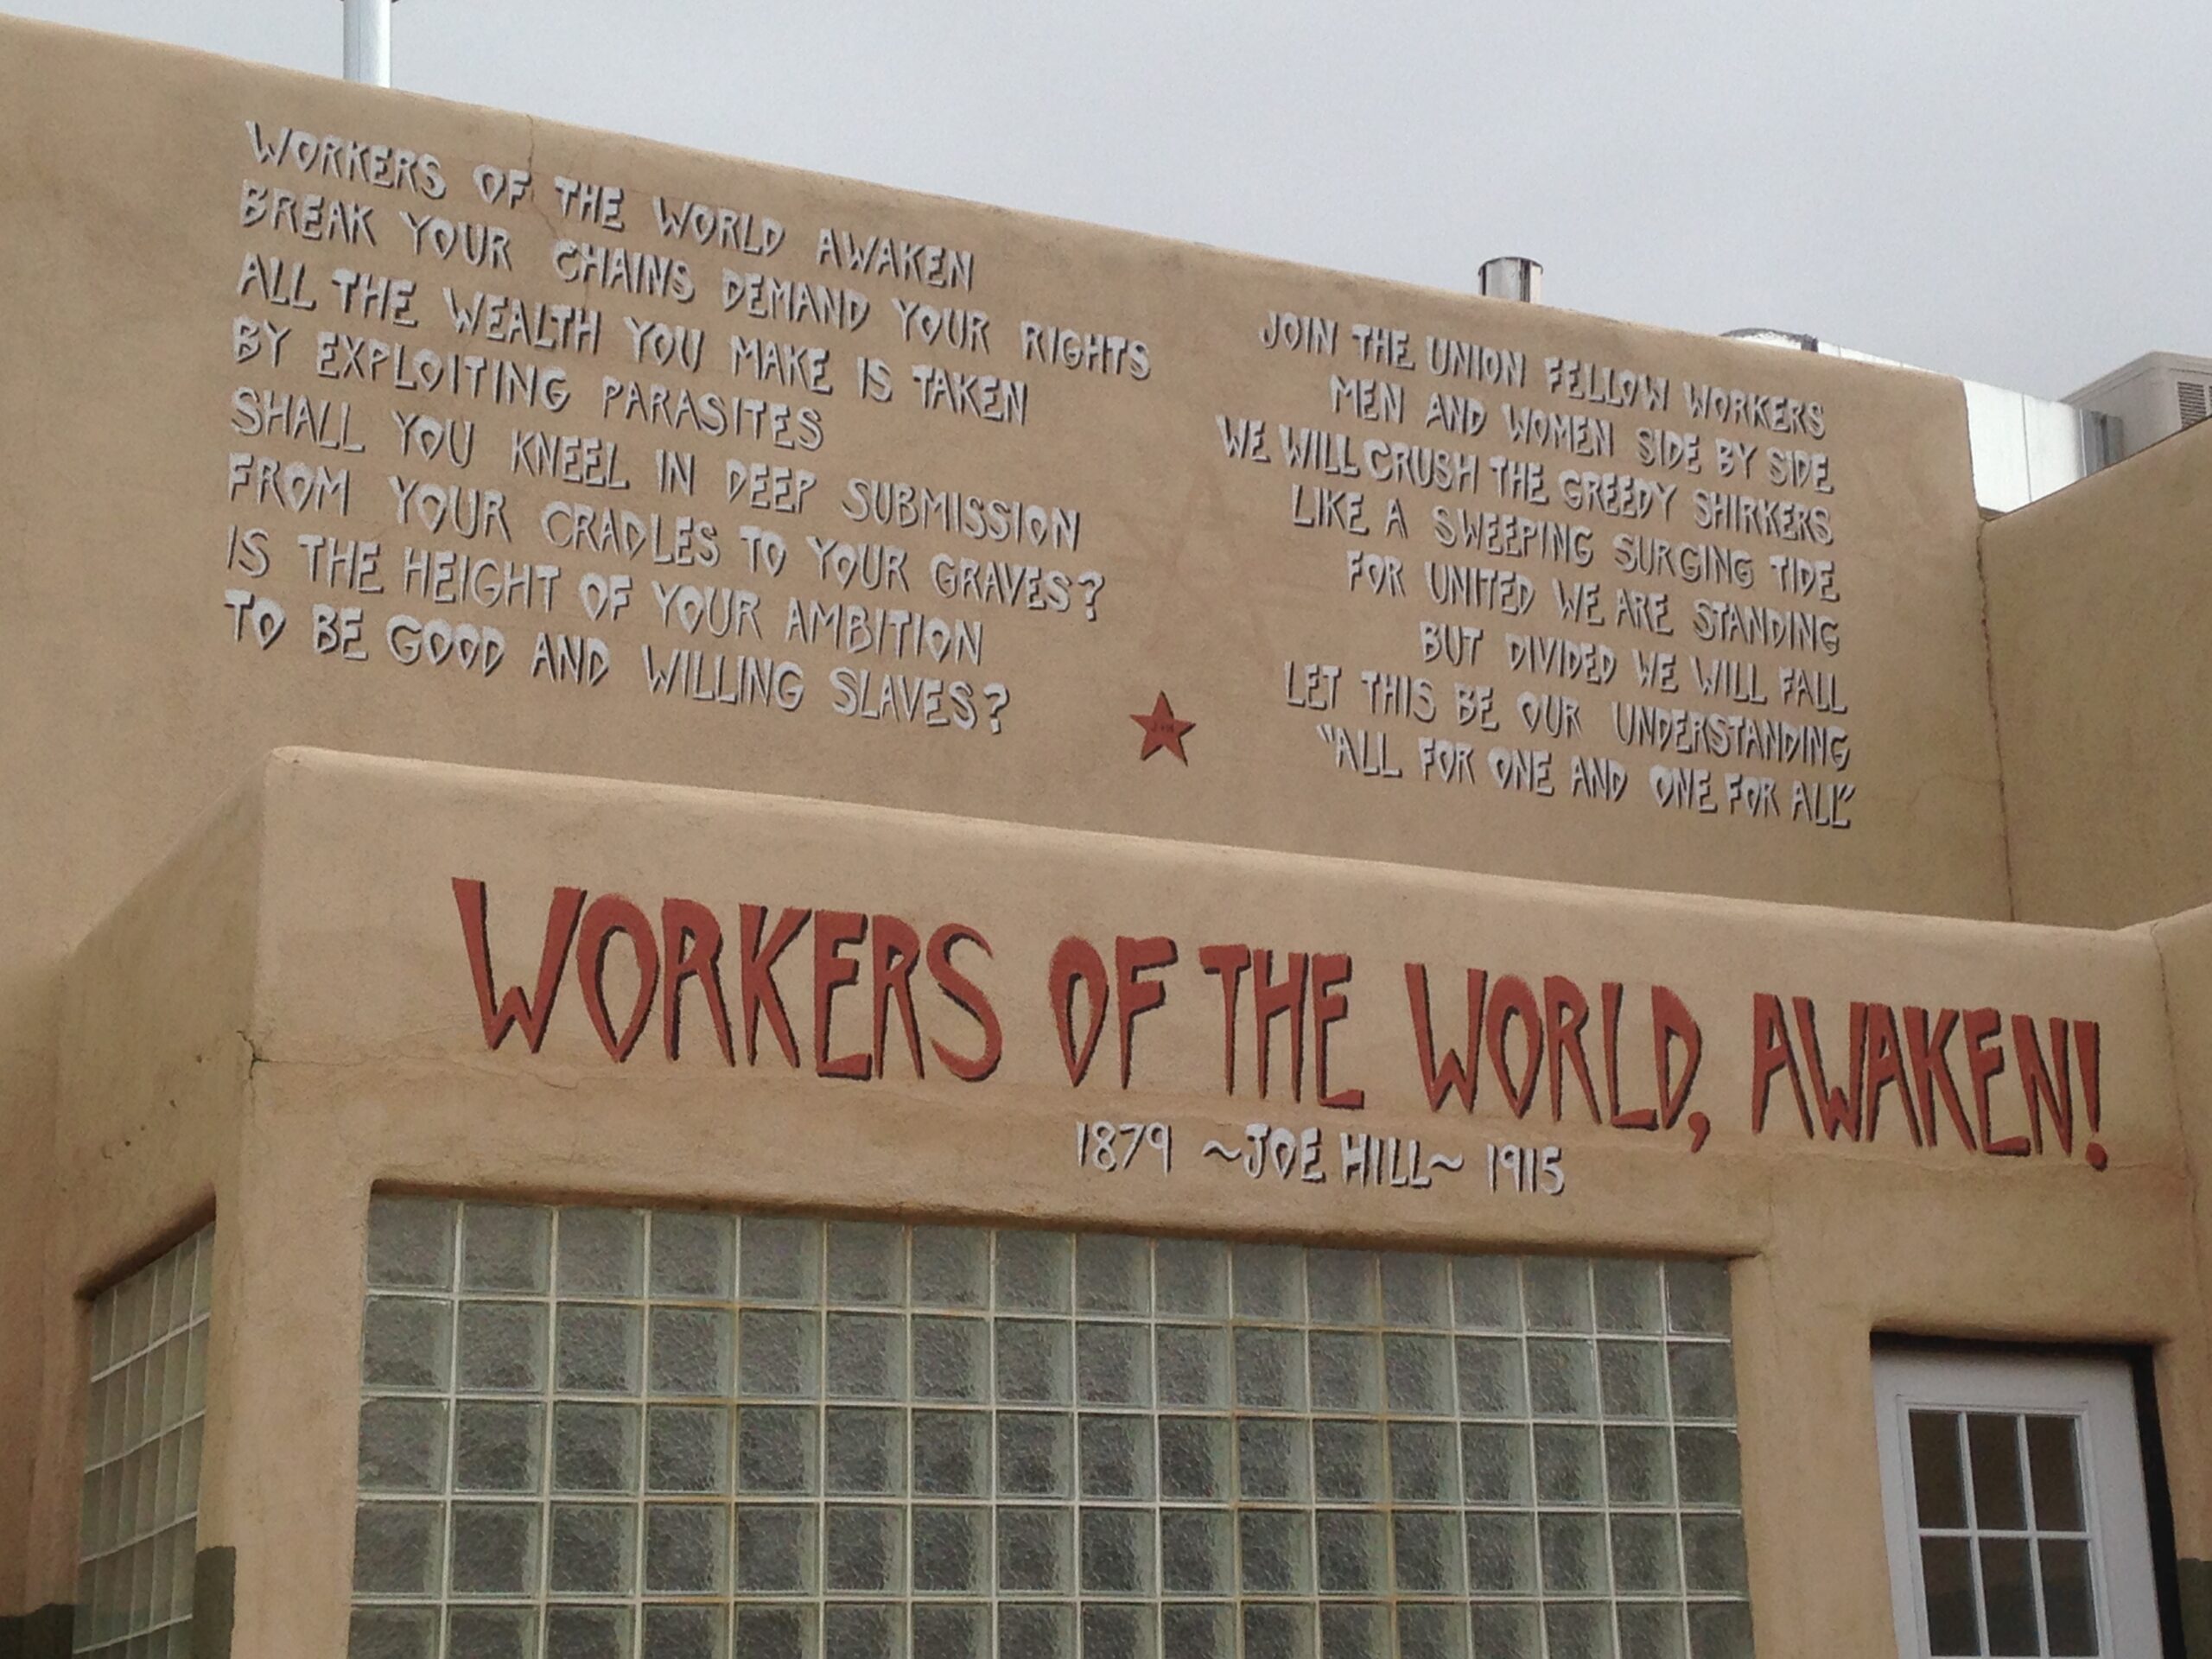 WORKERS OF THE WORLD AWAKEN
BREAK YOUR CHAINS DEMAND YOUR RIGHTS
ALL THE WEALTH YOU MAKE IS TAKEN
BY EXPLOITING PARASITES
SHALL YOU KNEEL IN DEEP SUBMISSION
FROM YOUR CRADLES TO YOUR GRAVES?
IS THE HEIGHT OF YOUR AMBITION
TO BE GOOD AND WILLING SLAVES?
JOIN THE UNION FELLOW WORKERS
MEN AND WOMEN SIDE BY SIDE
WE WILL CRUSH THE GREEDY SHIRKERS
LIKE A SWEEPING SURGING TIDE
FOR UNITED WE ARE STANDING
BUT DIVIDED WE WILL FALL
LET THIS BE OUR UNDERSTANDING
"ALL FOR ONE AND ONE FOR ALL"
WORKERS OF THE WORLD, AWAKEN!
1879 ~JOE HILL~ 1915